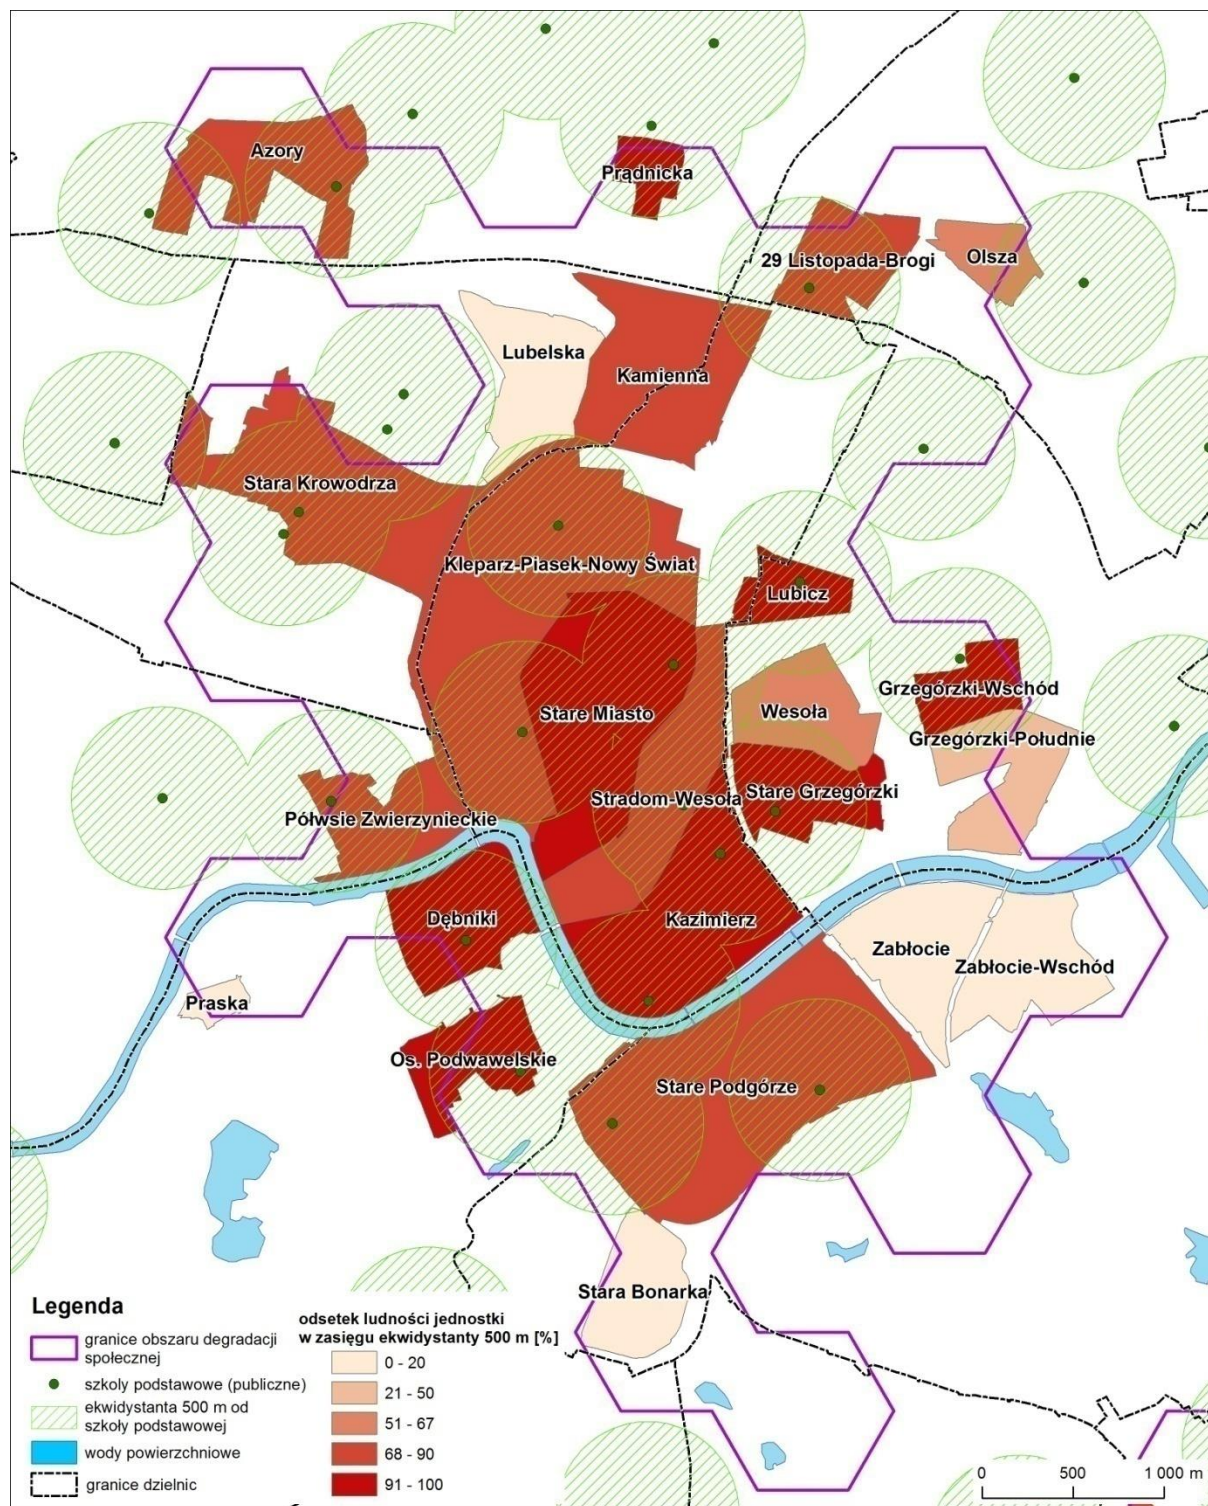 Azory
Prądnicka
29 Listopada-Brogi
Olsza
Lubelska
Kamienna
Stara Krowodrza
Kleparz-Piasek-Nowy Świat
Lubicz
Grzegórzki-Wschód
Stare Miasto
Wesoła
Grzegórzki-Południe
Stradom-Wesoła
Stare Grzegórzki
Półwsie Zwierzynieckie
Dębniki
Kazimierz
Zabłocie
Zabłocie-Wschód
Praska
Os. Podwawelskie
Stare Podgórze
Stara Bonarka
Legenda
granice obszaru degradacji
społecznej
szkoly podstawowe (publiczne)
ekwidystanta 500 m od
szkoły podstawowej
wody powierzchniowe
granice dzielnic
odsetek ludności jednostki
w zasięgu ekwidystanty 500 m [%]
0 - 20
21 - 50
51 - 67
68 - 90
91 - 100
0 500 1 000 m